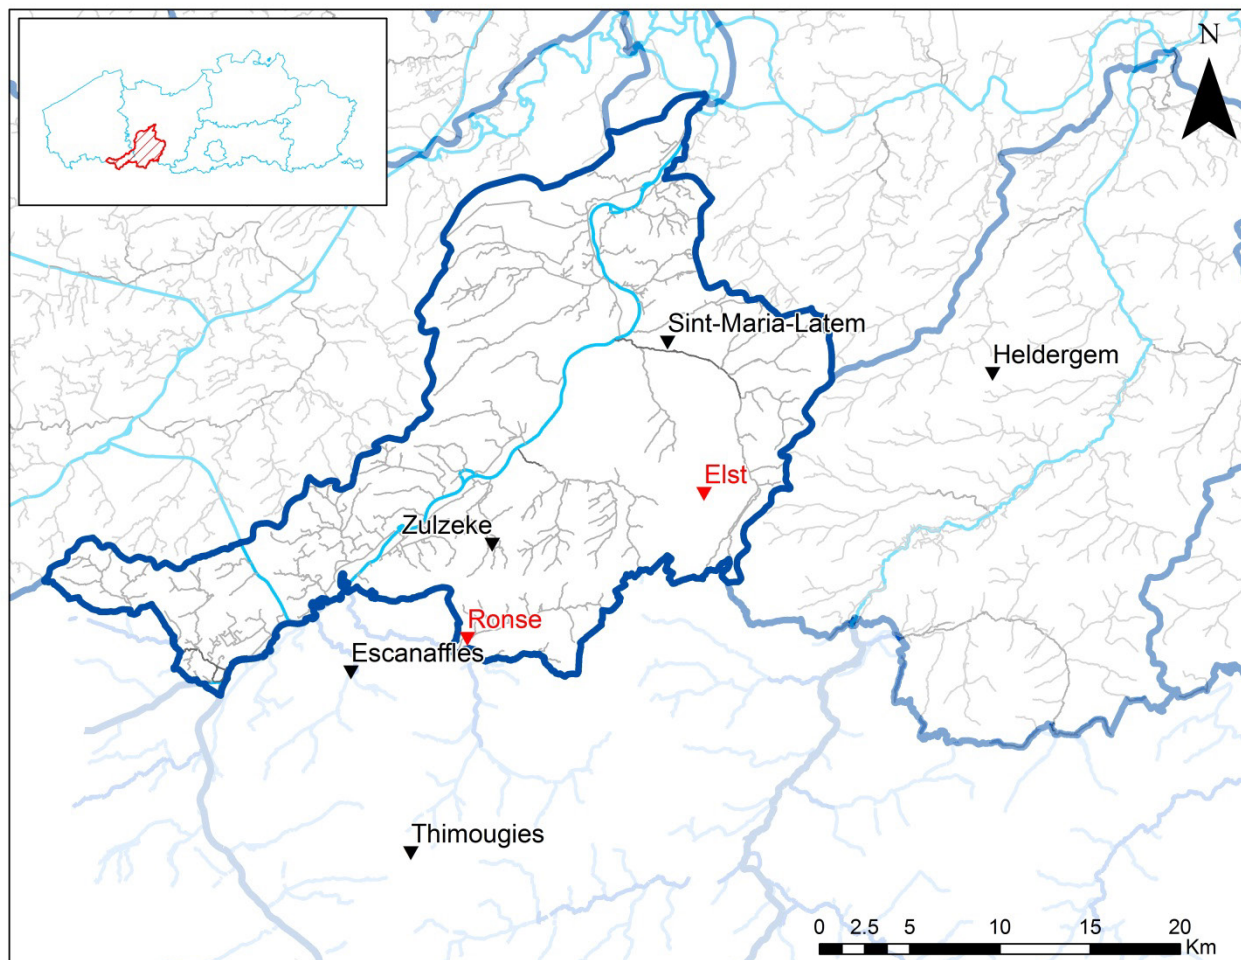 N
Sint-Maria-Latem
Heldergem
Elst
Zulzeke
Ronse
Escanaffles
Thimougies
0 2.5 5 10 15 20
Km